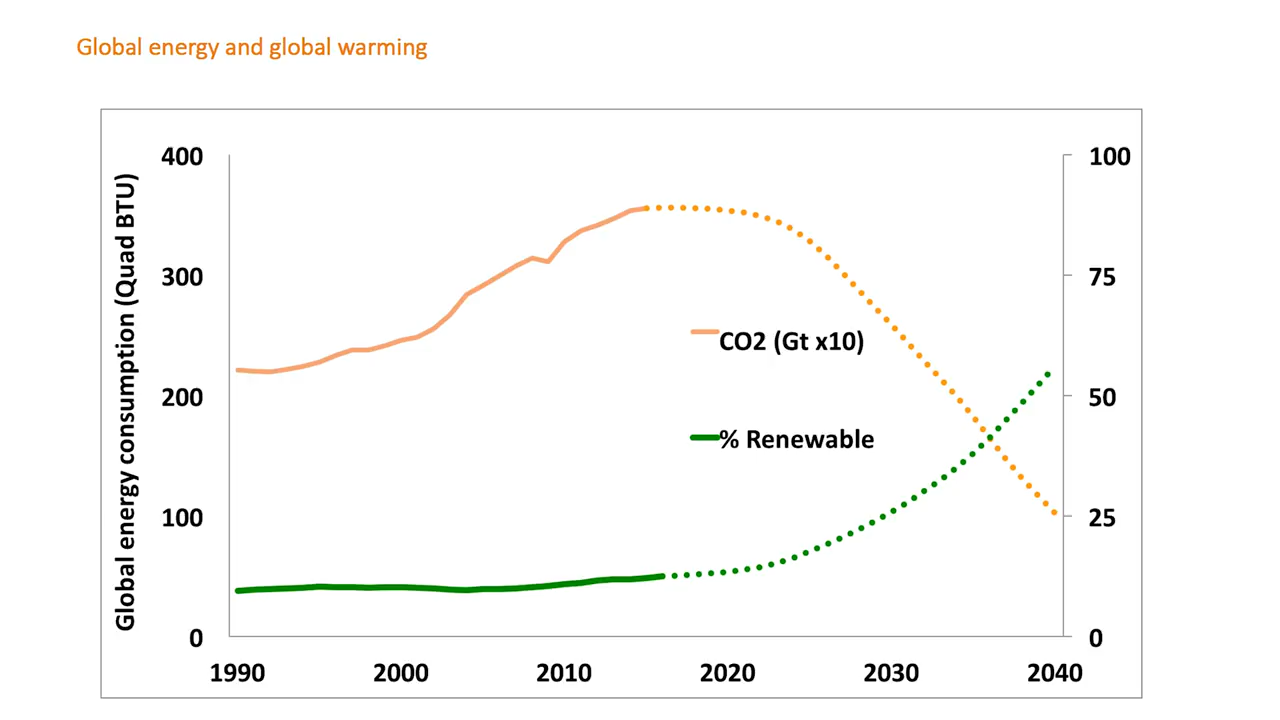 Global energy and global warming
Global energy consumption (Quad BTU)
400
300
200
100
0
100
75
50
25
0
CO2 (Gt x10)
% Renewable
1990 2000 2010 2020 2030 2040